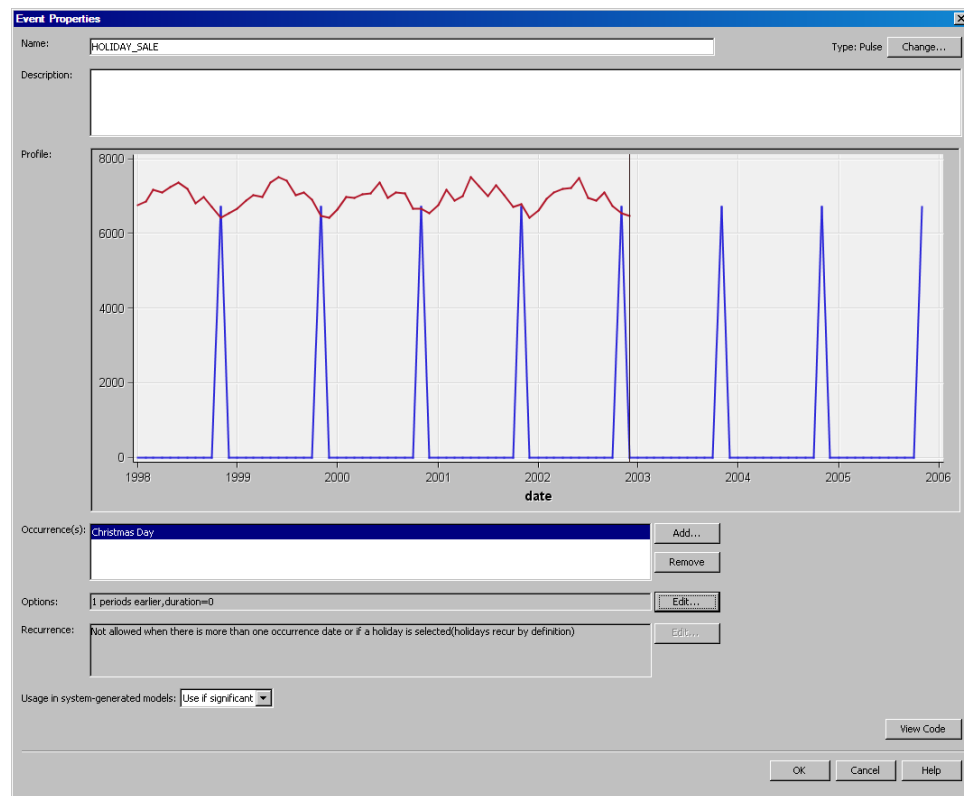 Event Properties
Name:
HOLIDAY_SALE
Type: Pulse
Change...
Description:
Profile:
8000
6000
4000
2000
0
1998 1999 2000 2001 2002 2003 2004 2005 2006
date
Occurrence(s):
Christmas Day
Add...
Remove
Options:
1 periods earlier,duration=0
Edit...
Recurrence:
Not allowed when there is more than one occurrence date or if a holiday is selected(holidays recur by definition)
Edit...
Usage in system-generated models: Use if significant
View Code
OK Cancel Help